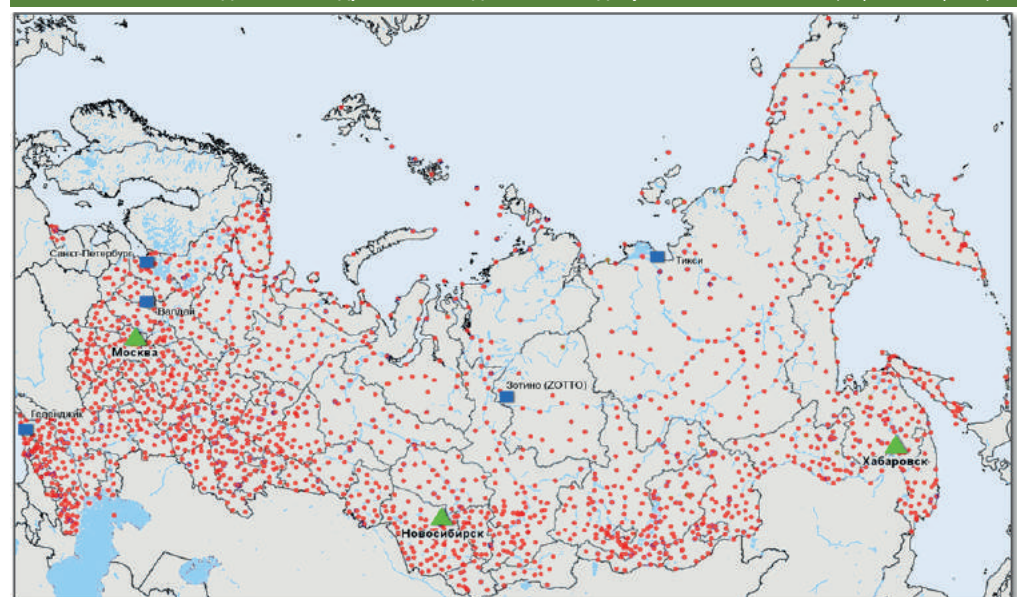 Санкт-Петербург
Валдай
Москва
Тикси
Зотино (ZOTTO)
Геленджик
Хабаровск
Новосибирск